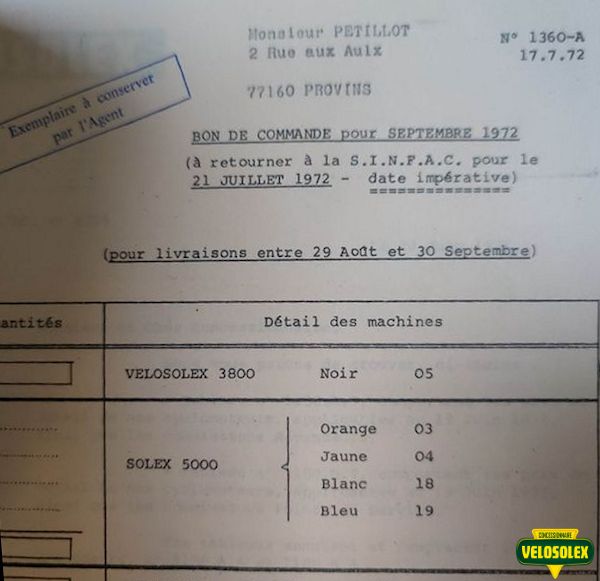 Monsieur PETILLOT
N° 1360-A
2 Rue aux Aulx
17.7.72
77160 PROVINS
Exemplaire à conserver
par l'Agent
BON DE COMMANDE pour SEPTEMBRE 1972
(à retourner à la S.I.N.F.A.C. pour le
21 JUILLET 1972 - date impérative)
===============
(pour livraisons entre 29 Août et 30 Septembre)
antités Détail des machines
VELOSOLEX 3800 Noir 05
Orange 03
Jaune 04
SOLEX 5000
Blanc 18
Bleu 19
CONCESSIONNAIRE
VELOSOLEX